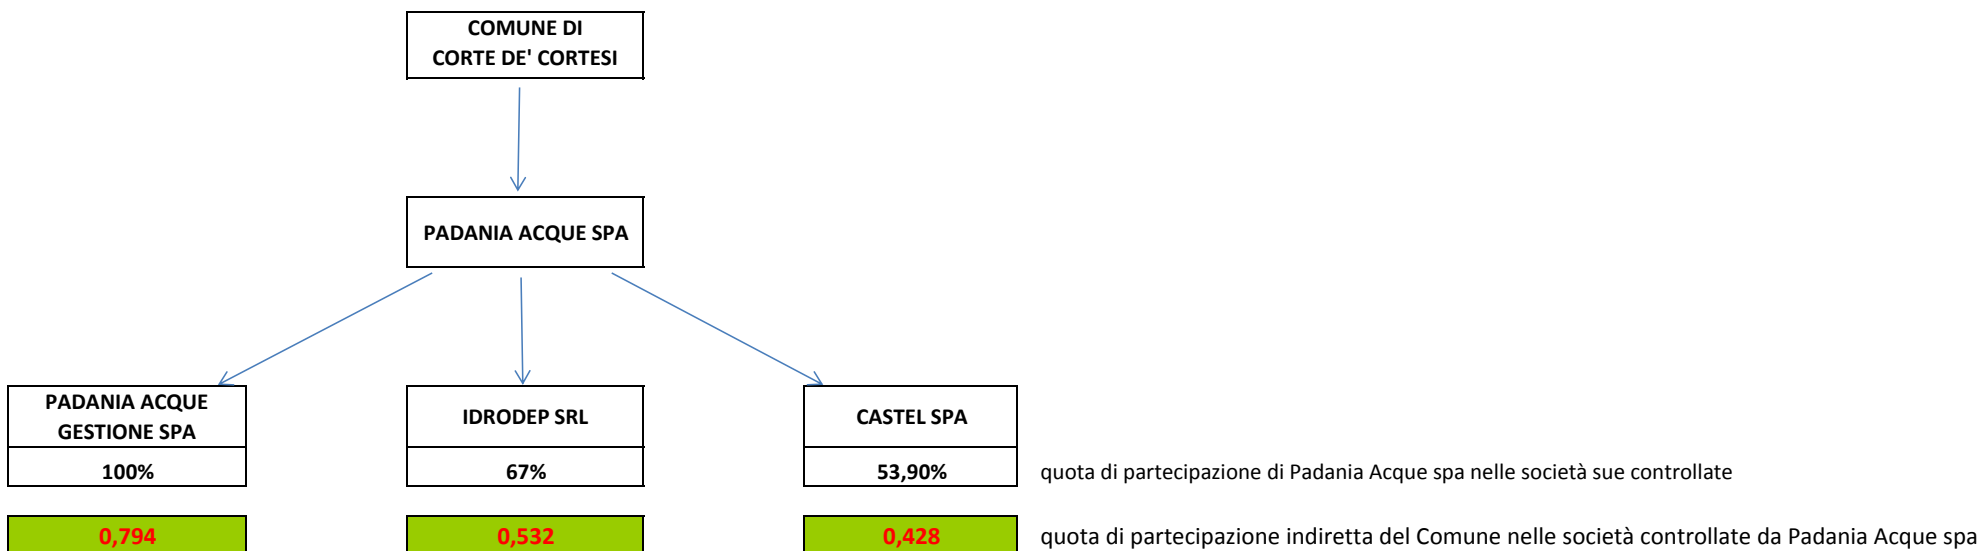 COMUNE DI
CORTE DE' CORTESI
PADANIA ACQUE SPA
PADANIA ACQUE
GESTIONE SPA
IDRODEP SRL
CASTEL SPA
100%
67%
53,90%
quota di partecipazione di Padania Acque spa nelle società sue controllate
0,794
0,532
0,428
quota di partecipazione indiretta del Comune nelle società controllate da Padania Acque spa